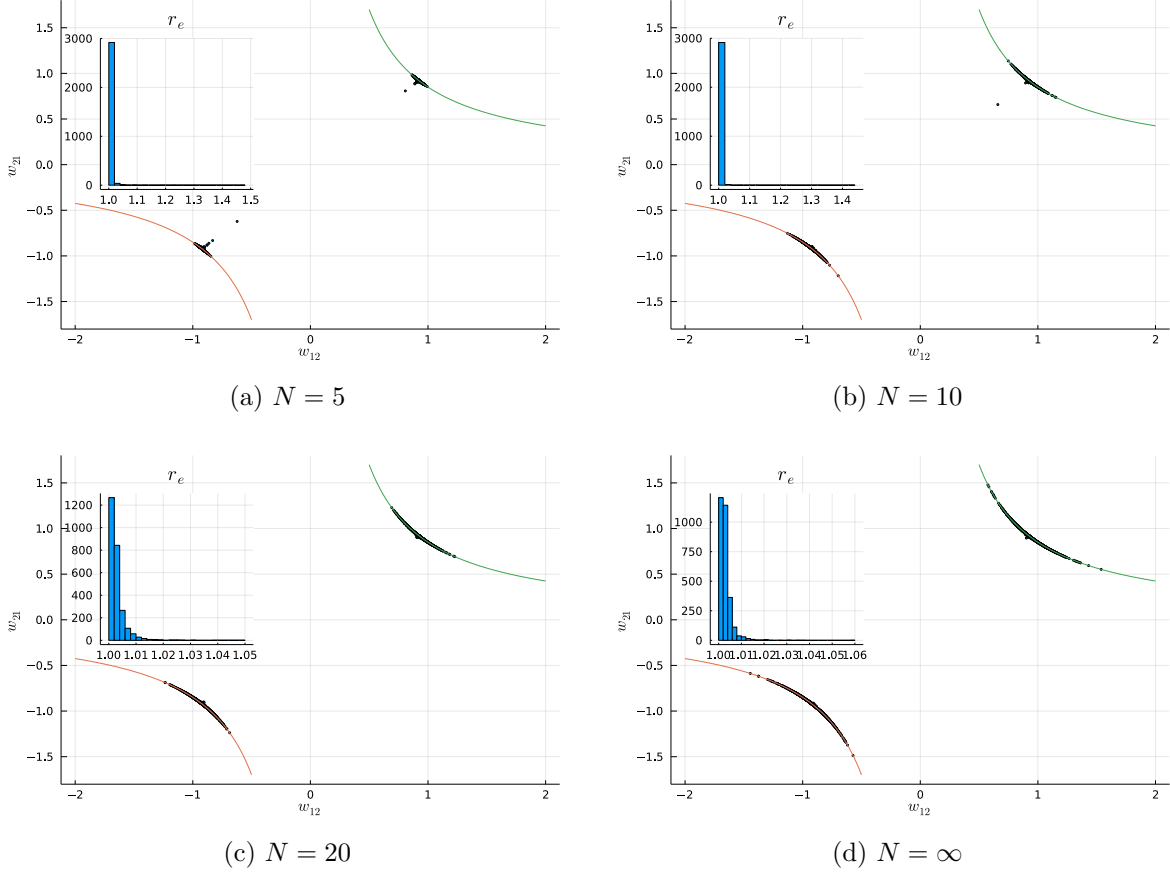 r_e
1.5
1.0
0.5
0.0
−0.5
−1.0
−1.5
w_21
3000
2000
1000
0
1.0 1.1 1.2 1.3 1.4 1.5
−2 −1 0 1 2
w_12
(a) N = 5
r_e
1.5
1.0
0.5
0.0
−0.5
−1.0
−1.5
w_21
3000
2000
1000
0
1.0 1.1 1.2 1.3 1.4
−2 −1 0 1 2
w_12
(b) N = 10
r_e
1.5
1.0
0.5
0.0
−0.5
−1.0
−1.5
w_21
1200
1000
800
600
400
200
0
1.00 1.01 1.02 1.03 1.04 1.05
−2 −1 0 1 2
w_12
(c) N = 20
r_e
1.5
1.0
0.5
0.0
−0.5
−1.0
−1.5
w_21
1000
750
500
250
0
1.00 1.01 1.02 1.03 1.04 1.05 1.06
−2 −1 0 1 2
w_12
(d) N = ∞